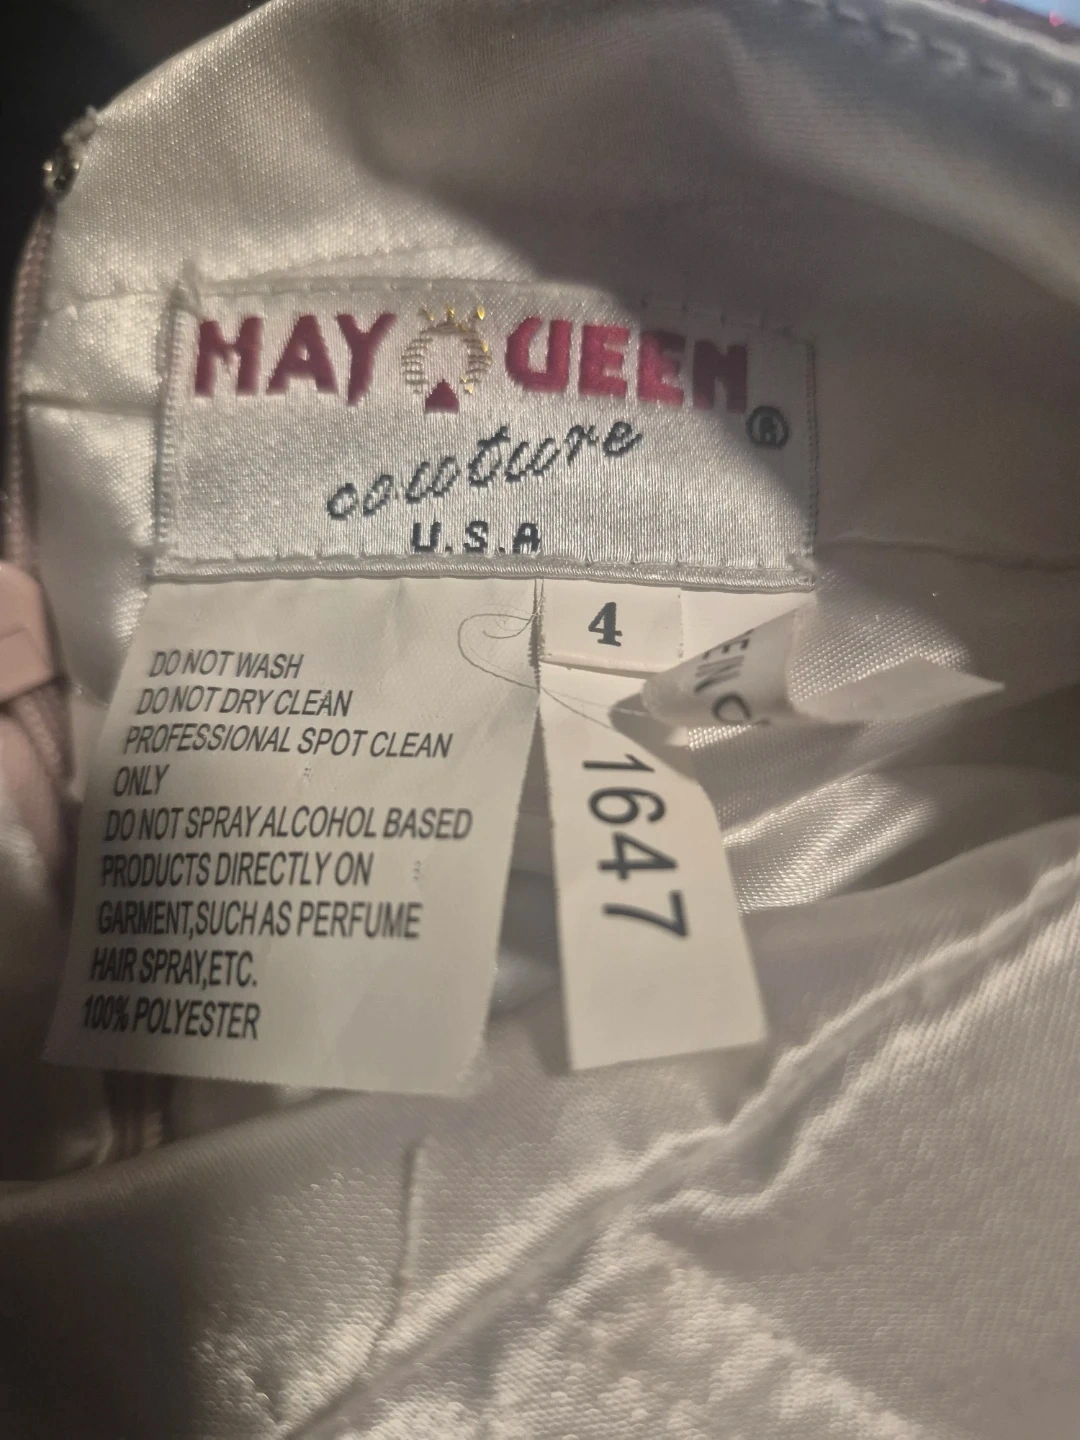 MAY QUEEN ®
couture
U.S.A
4
DO NOT WASH
DO NOT DRY CLEAN
PROFESSIONAL SPOT CLEAN
ONLY
DO NOT SPRAY ALCOHOL BASED
PRODUCTS DIRECTLY ON
GARMENT,SUCH AS PERFUME
HAIR SPRAY,ETC.
100% POLYESTER
1647